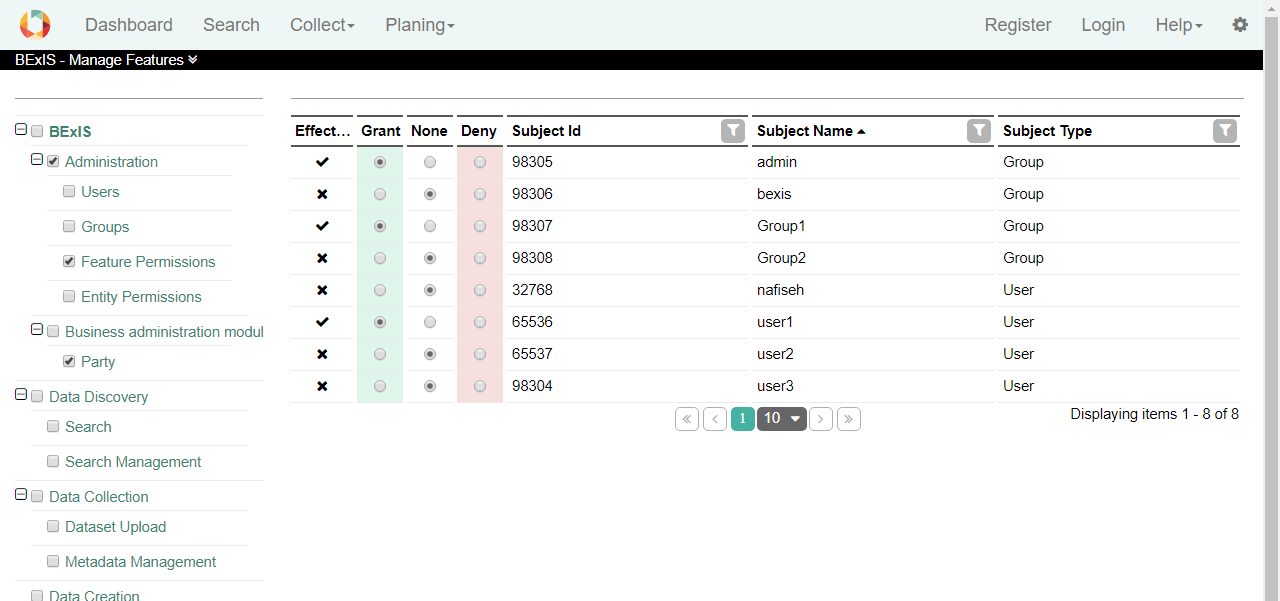 Dashboard Search Collect Planing Register Login Help
BExIS - Manage Features
BExIS
Administration
Users
Groups
Feature Permissions
Entity Permissions
Business administration modul
Party
Data Discovery
Search
Search Management
Data Collection
Dataset Upload
Metadata Management
Data Creation
Effect... Grant None Deny Subject Id Subject Name Subject Type
98305 admin Group
98306 bexis Group
98307 Group1 Group
98308 Group2 Group
32768 nafiseh User
65536 user1 User
65537 user2 User
98304 user3 User
« ‹ 1 10 › » Displaying items 1 - 8 of 8